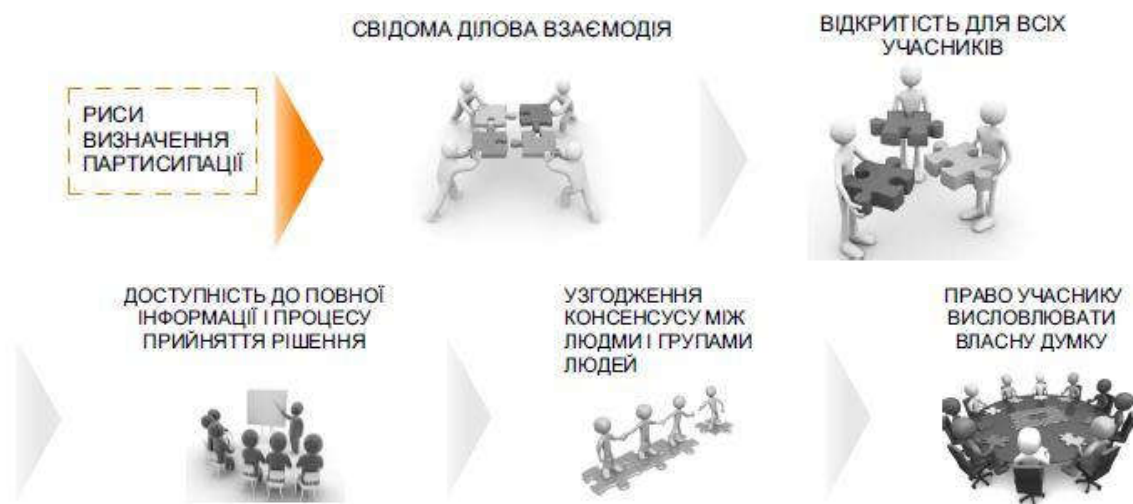 СВІДОМА ДІЛОВА ВЗАЄМОДІЯ
ВІДКРИТІСТЬ ДЛЯ ВСІХ
УЧАСНИКІВ
РИСИ
ВИЗНАЧЕННЯ
ПАРТИСИПАЦІЇ
ДОСТУПНІСТЬ ДО ПОВНОЇ
ІНФОРМАЦІЇ І ПРОЦЕСУ
ПРИЙНЯТТЯ РІШЕННЯ
УЗГОДЖЕННЯ
КОНСЕНСУСУ МІЖ
ЛЮДМИ І ГРУПАМИ
ЛЮДЕЙ
ПРАВО УЧАСНИКУ
ВИСЛОВЛЮВАТИ
ВЛАСНУ ДУМКУ